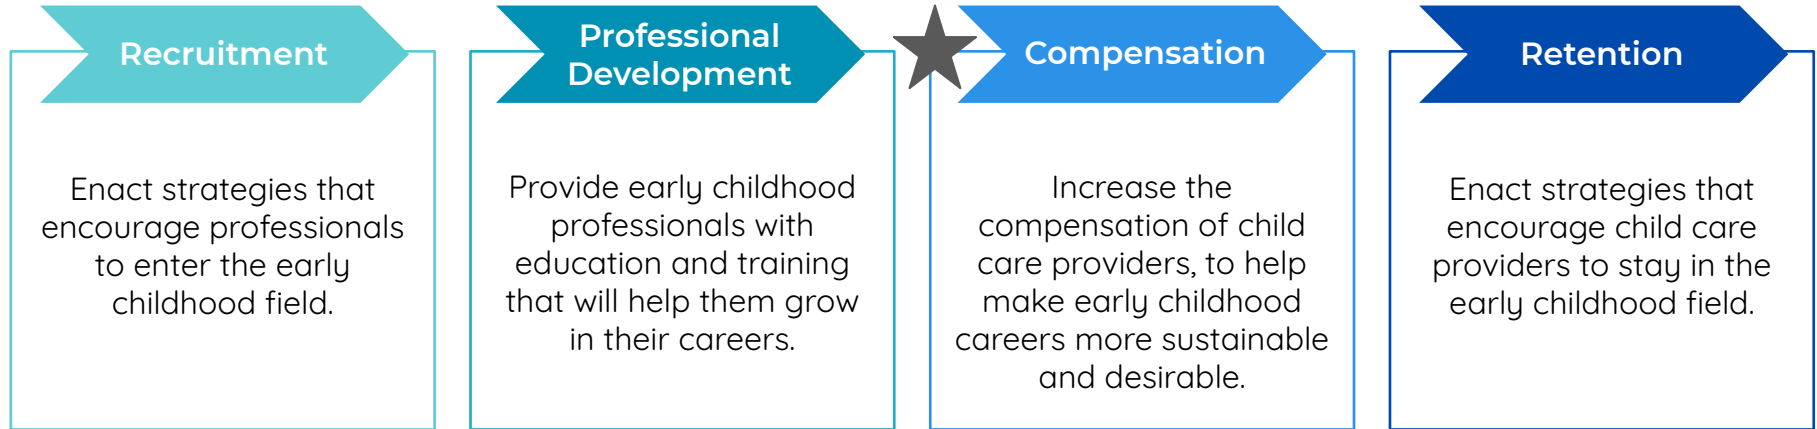 Recruitment
Enact strategies that
encourage professionals
to enter the early
childhood field.
Professional
Development
Provide early childhood
professionals with
education and training
that will help them grow
in their careers.
Compensation
Increase the
compensation of child
care providers, to help
make early childhood
careers more sustainable
and desirable.
Retention
Enact strategies that
encourage child care
providers to stay in the
early childhood field.